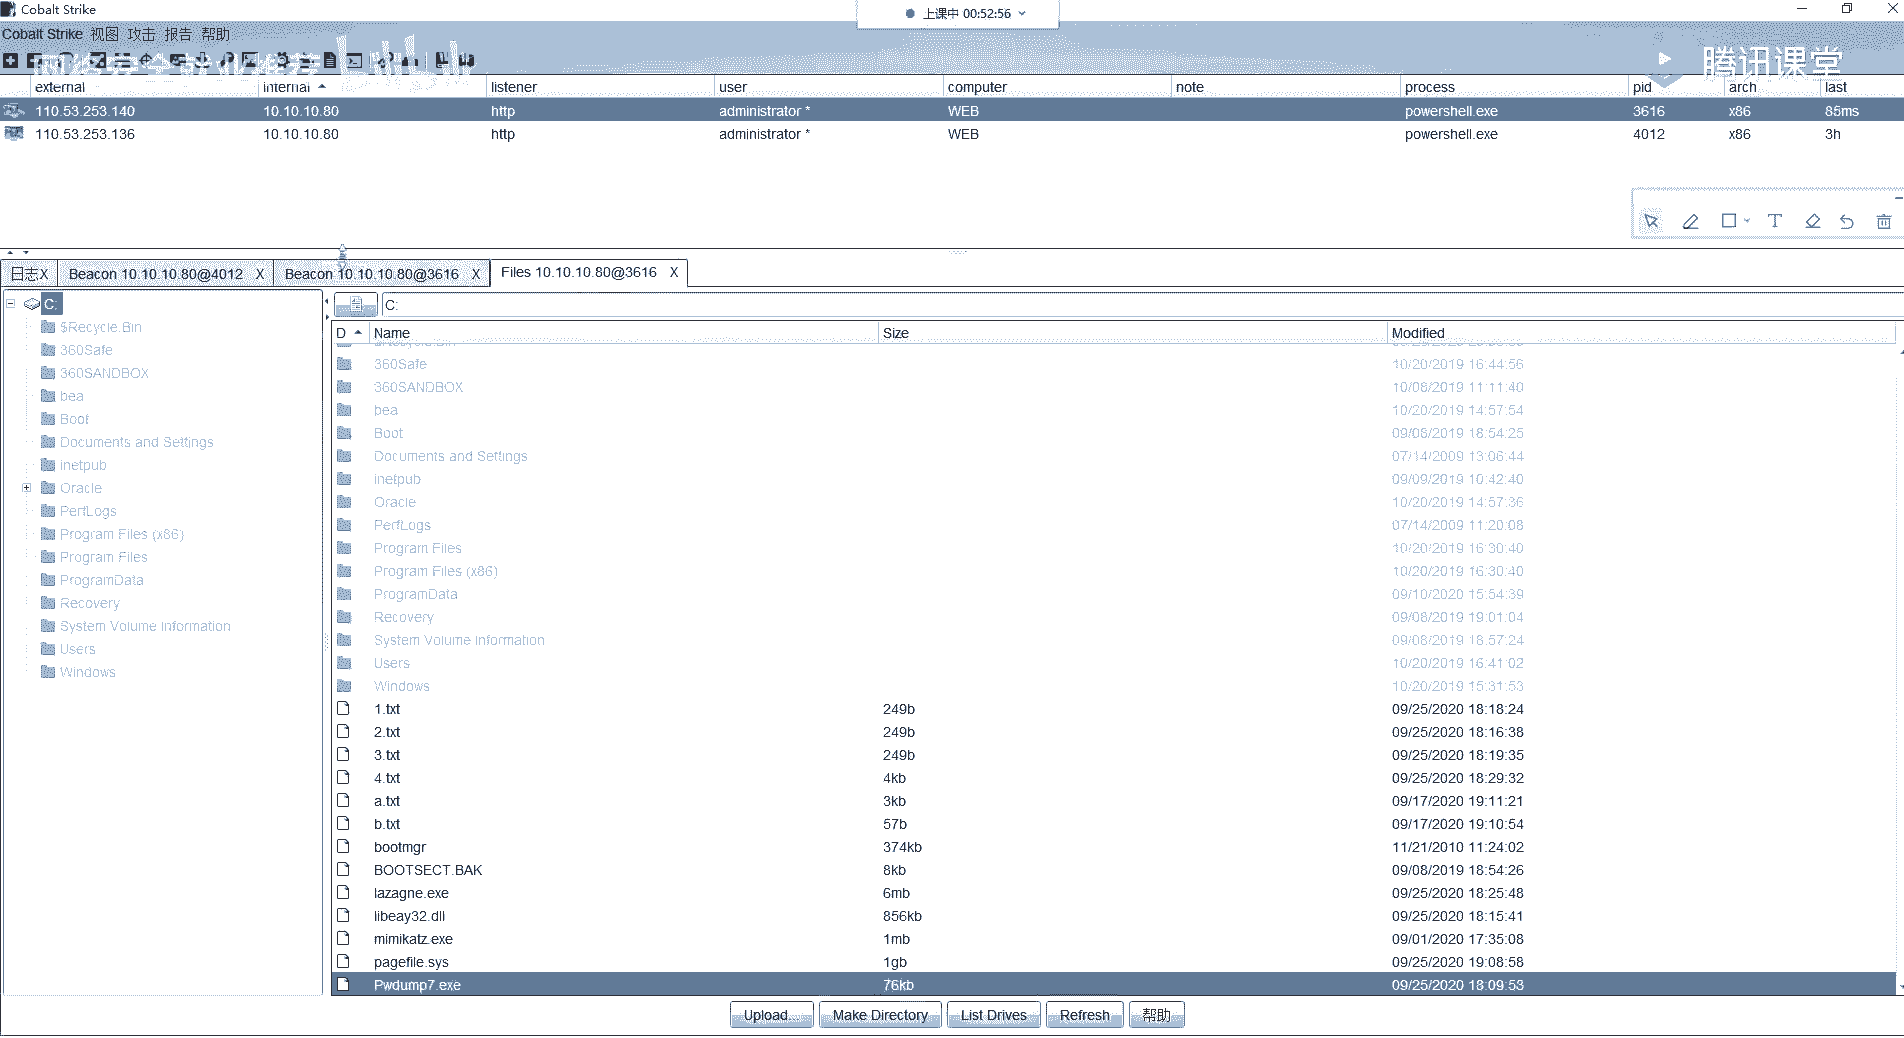 Cobalt Strike
上课中 00:52:56
Cobalt Strike 视图 攻击 报告 帮助
腾讯课堂
external internal listener user computer note process pid arch last
110.53.253.140 10.10.10.80 http administrator * WEB powershell.exe 3616 x86 85ms
110.53.253.136 10.10.10.80 http administrator * WEB powershell.exe 4012 x86 3h
日志X Beacon 10.10.10.80@4012 X Beacon 10.10.10.80@3616 X Files 10.10.10.80@3616 X
C:
$Recycle.Bin
360Safe
360SANDBOX
bea
Boot
Documents and Settings
inetpub
Oracle
PerfLogs
Program Files (x86)
Program Files
ProgramData
Recovery
System Volume Information
Users
Windows
C:
D Name Size Modified
360Safe 10/20/2019 16:44:56
360SANDBOX 10/08/2019 11:11:40
bea 10/20/2019 14:57:54
Boot 09/08/2019 18:54:25
Documents and Settings 07/14/2009 13:06:44
inetpub 09/09/2019 10:42:40
Oracle 10/20/2019 14:57:36
PerfLogs 07/14/2009 11:20:08
Program Files 10/20/2019 16:30:40
Program Files (x86) 10/20/2019 16:30:40
ProgramData 09/10/2020 15:54:39
Recovery 09/08/2019 19:01:04
System Volume Information 09/08/2019 18:57:24
Users 10/20/2019 16:41:02
Windows 10/20/2019 15:31:53
1.txt 249b 09/25/2020 18:18:24
2.txt 249b 09/25/2020 18:16:38
3.txt 249b 09/25/2020 18:19:35
4.txt 4kb 09/25/2020 18:29:32
a.txt 3kb 09/17/2020 19:11:21
b.txt 57b 09/17/2020 19:10:54
bootmgr 374kb 11/21/2010 11:24:02
BOOTSECT.BAK 8kb 09/08/2019 18:54:26
lazagne.exe 6mb 09/25/2020 18:25:48
libeay32.dll 856kb 09/25/2020 18:15:41
mimikatz.exe 1mb 09/01/2020 17:35:08
pagefile.sys 1gb 09/25/2020 19:08:58
Pwdump7.exe 76kb 09/25/2020 18:09:53
Upload... Make Directory List Drives Refresh 帮助